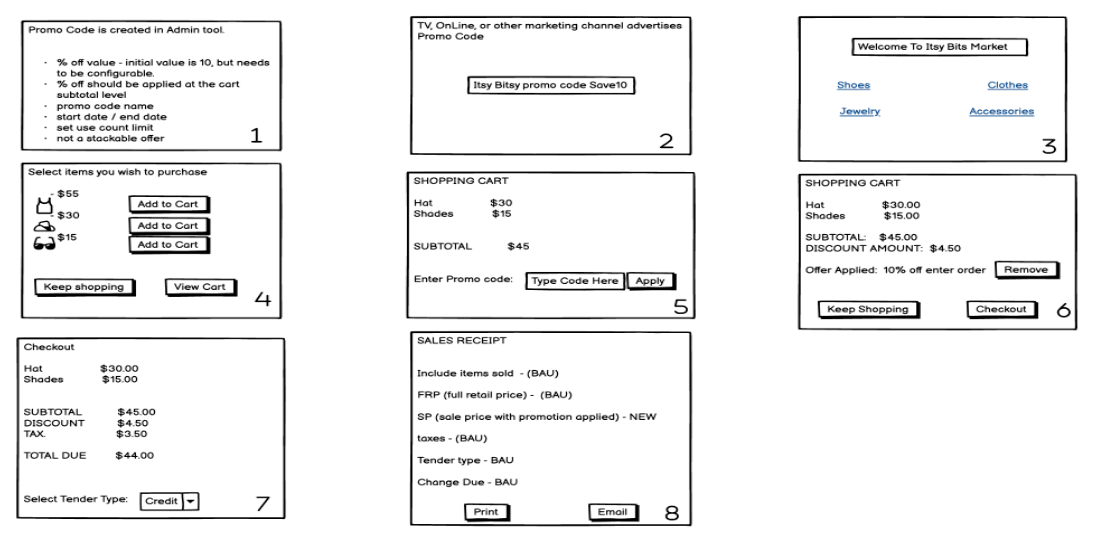 Promo Code is created in Admin tool.
· % off value - initial value is 10, but needs
to be configurable.
· % off should be applied at the cart
subtotal level
· promo code name
· start date / end date
· set use count limit
· not a stackable offer
1
TV, OnLine, or other marketing channel advertises
Promo Code
Itsy Bitsy promo code Save10
2
Welcome To Itsy Bits Market
Shoes Clothes
Jewelry Accessories
3
Select items you wish to purchase
- $55
Add to Cart
- $30
Add to Cart
$15
Add to Cart
Keep shopping View Cart
4
SHOPPING CART
Hat $30
Shades $15
SUBTOTAL $45
Enter Promo code: Type Code Here Apply
5
SHOPPING CART
Hat $30.00
Shades $15.00
SUBTOTAL: $45.00
DISCOUNT AMOUNT: $4.50
Offer Applied: 10% off enter order Remove
Keep Shopping Checkout
6
Checkout
Hat $30.00
Shades $15.00
SUBTOTAL $45.00
DISCOUNT $4.50
TAX. $3.50
TOTAL DUE $44.00
Select Tender Type: Credit
7
SALES RECEIPT
Include items sold - (BAU)
FRP (full retail price) - (BAU)
SP (sale price with promotion applied) - NEW
taxes - (BAU)
Tender type - BAU
Change Due - BAU
Print Email
8